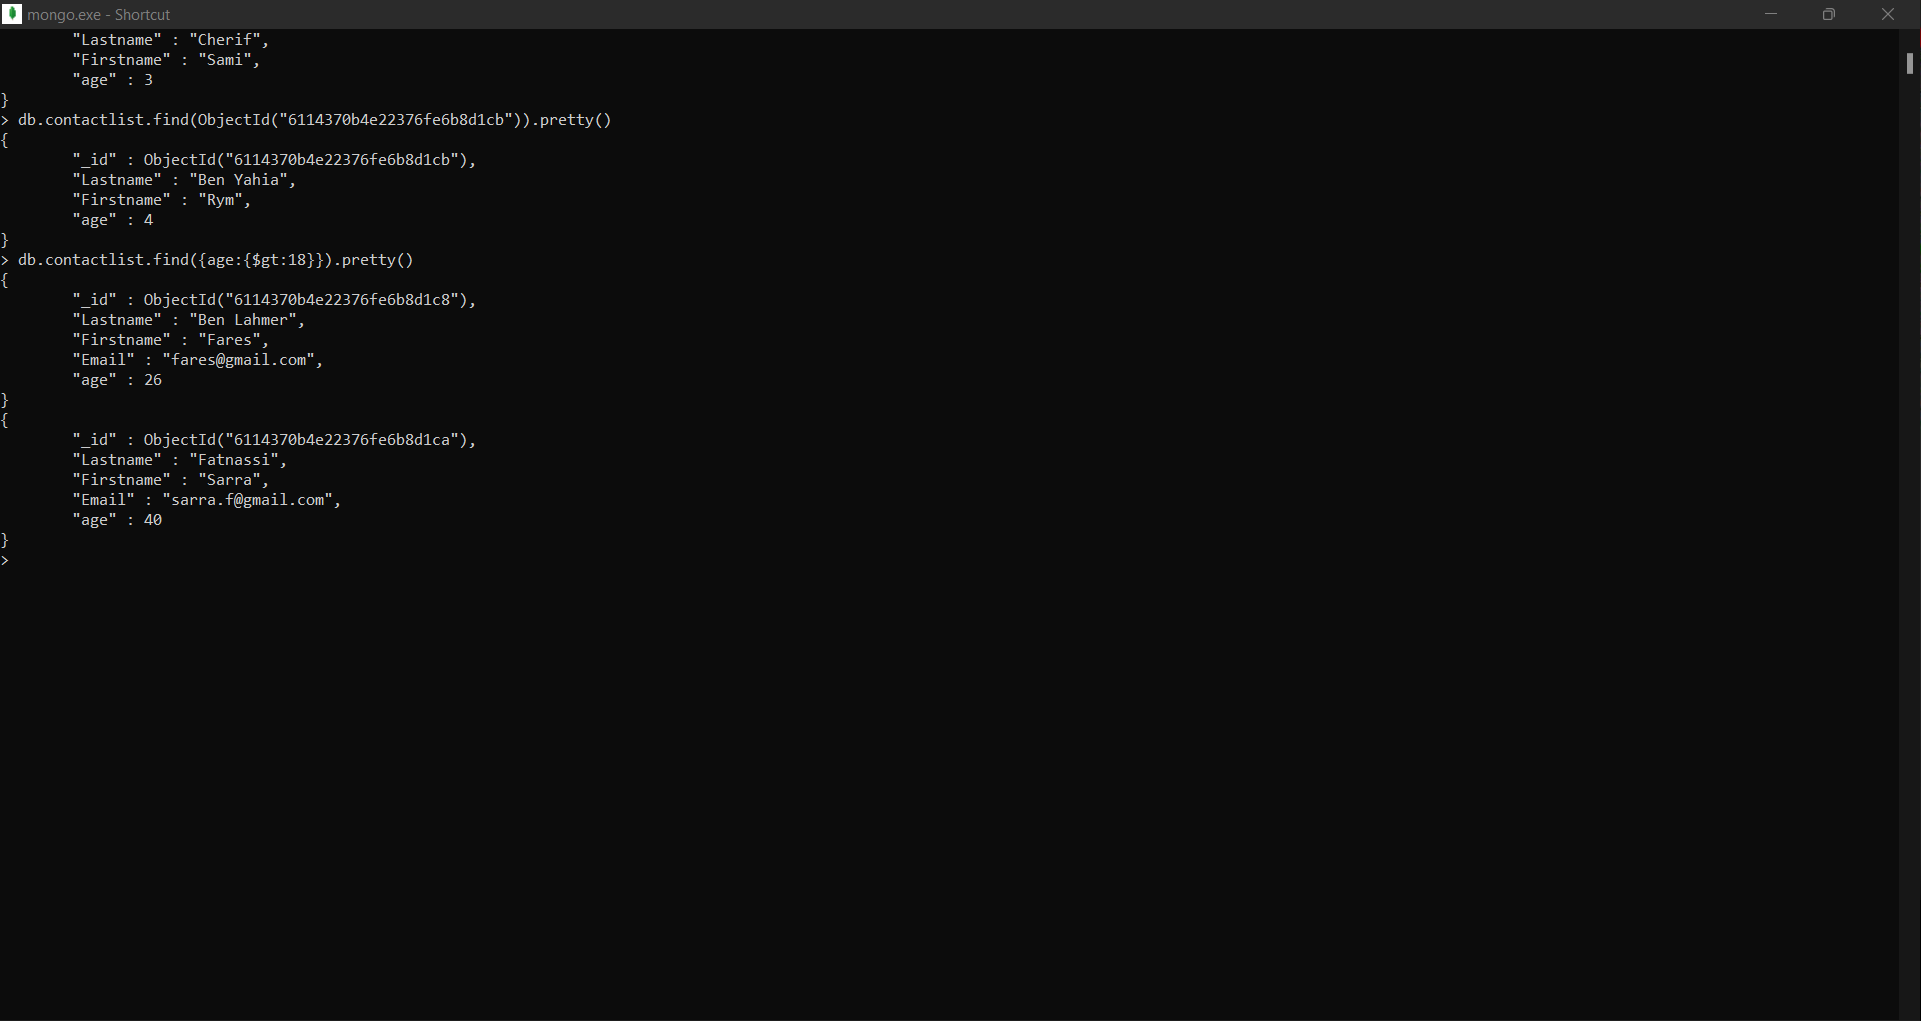 mongo.exe - Shortcut
"Lastname" : "Cherif",
"Firstname" : "Sami",
"age" : 3
}
> db.contactlist.find(ObjectId("6114370b4e22376fe6b8d1cb")).pretty()
{
"_id" : ObjectId("6114370b4e22376fe6b8d1cb"),
"Lastname" : "Ben Yahia",
"Firstname" : "Rym",
"age" : 4
}
> db.contactlist.find({age:{$gt:18}}).pretty()
{
"_id" : ObjectId("6114370b4e22376fe6b8d1c8"),
"Lastname" : "Ben Lahmer",
"Firstname" : "Fares",
"Email" : "fares@gmail.com",
"age" : 26
}
{
"_id" : ObjectId("6114370b4e22376fe6b8d1ca"),
"Lastname" : "Fatnassi",
"Firstname" : "Sarra",
"Email" : "sarra.f@gmail.com",
"age" : 40
}
>